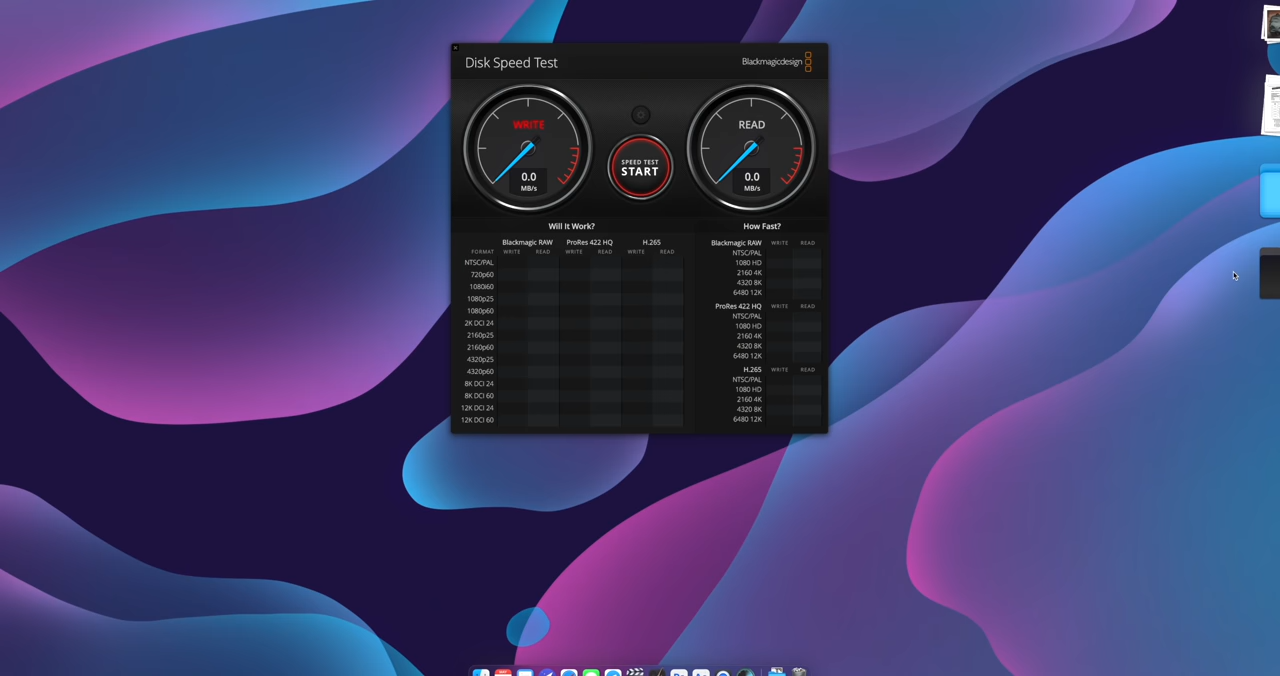 Disk Speed Test
Blackmagicdesign
WRITE
0.0
MB/s
SPEED TEST
START
READ
0.0
MB/s
Will It Work?
Blackmagic RAW ProRes 422 HQ H.265
FORMAT WRITE READ WRITE READ WRITE READ
NTSC/PAL
720p60
1080i60
1080p25
1080p60
2K DCI 24
2160p25
2160p60
4320p25
4320p60
8K DCI 24
8K DCI 60
12K DCI 24
12K DCI 60
How Fast?
Blackmagic RAW WRITE READ
NTSC/PAL
1080 HD
2160 4K
4320 8K
6480 12K
ProRes 422 HQ WRITE READ
NTSC/PAL
1080 HD
2160 4K
4320 8K
6480 12K
H.265 WRITE READ
NTSC/PAL
1080 HD
2160 4K
4320 8K
6480 12K